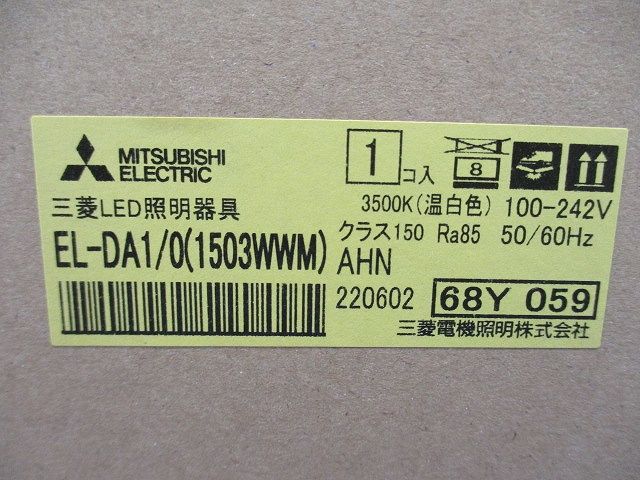 MITSUBISHI
ELECTRIC
1 コ入
8
三菱LED照明器具
3500K(温白色) 100-242V
クラス150 Ra85 50/60Hz
EL-DA1/0(1503WWM) AHN
220602 68Y 059
三菱電機照明株式会社